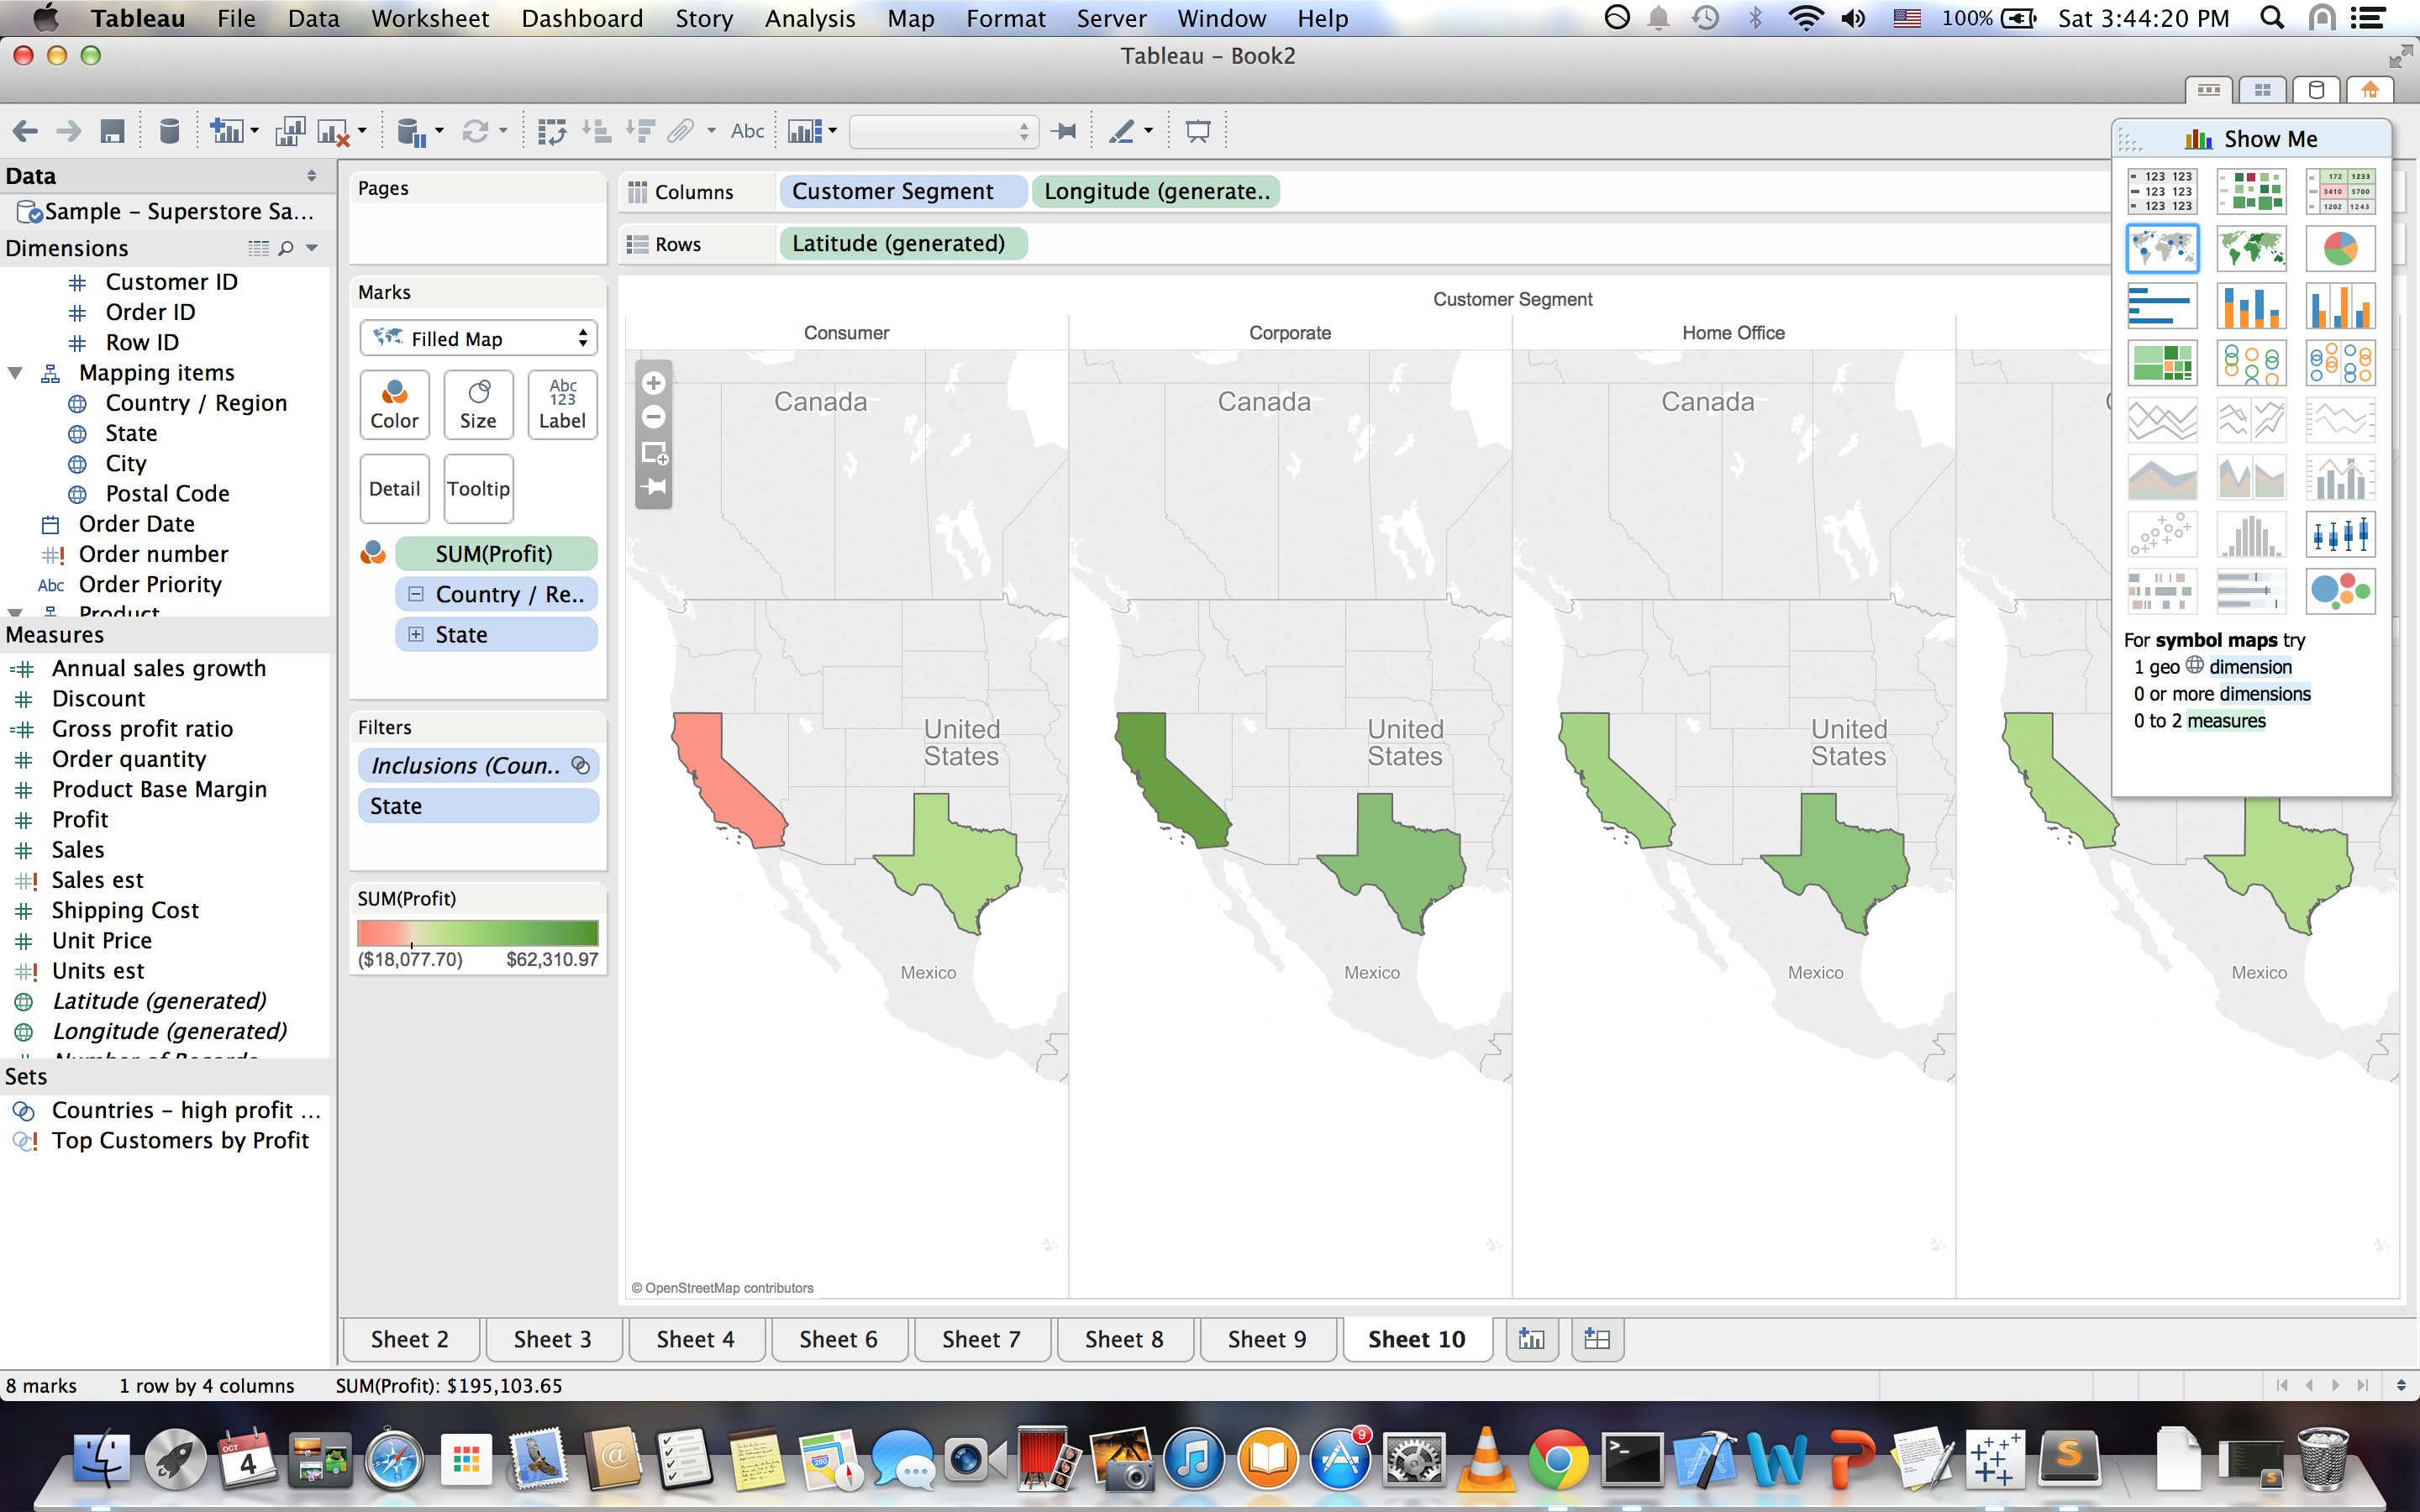 Tableau File Data Worksheet Dashboard Story Analysis Map Format Server Window Help 100% Sat 3:44:20 PM
Tableau - Book2
Abc
Show Me
Data
Sample - Superstore Sa...
Dimensions
Customer ID
Order ID
Row ID
Mapping items
Country / Region
State
City
Postal Code
Order Date
Order number
Abc Order Priority
Product
Measures
Annual sales growth
Discount
Gross profit ratio
Order quantity
Product Base Margin
Profit
Sales
Sales est
Shipping Cost
Unit Price
Units est
Latitude (generated)
Longitude (generated)
Number of Records
Sets
Countries - high profit ...
Top Customers by Profit
Pages
Marks
Filled Map
Color
Size
Abc
123
Label
Detail
Tooltip
SUM(Profit)
Country / Re..
State
Filters
Inclusions (Coun..
State
SUM(Profit)
($18,077.70) $62,310.97
Columns Customer Segment Longitude (generate..
Rows Latitude (generated)
Customer Segment
Consumer Corporate Home Office
Canada Canada Canada
United
States
United
States
United
States
Mexico Mexico Mexico Mexico
© OpenStreetMap contributors
123 123
123 123
123 123
172 1233
3410 5700
1202 1243
For symbol maps try
1 geo dimension
0 or more dimensions
0 to 2 measures
Sheet 2 Sheet 3 Sheet 4 Sheet 6 Sheet 7 Sheet 8 Sheet 9 Sheet 10
8 marks 1 row by 4 columns SUM(Profit): $195,103.65
OCT
4
@
280
9
>_
W
P
S
S